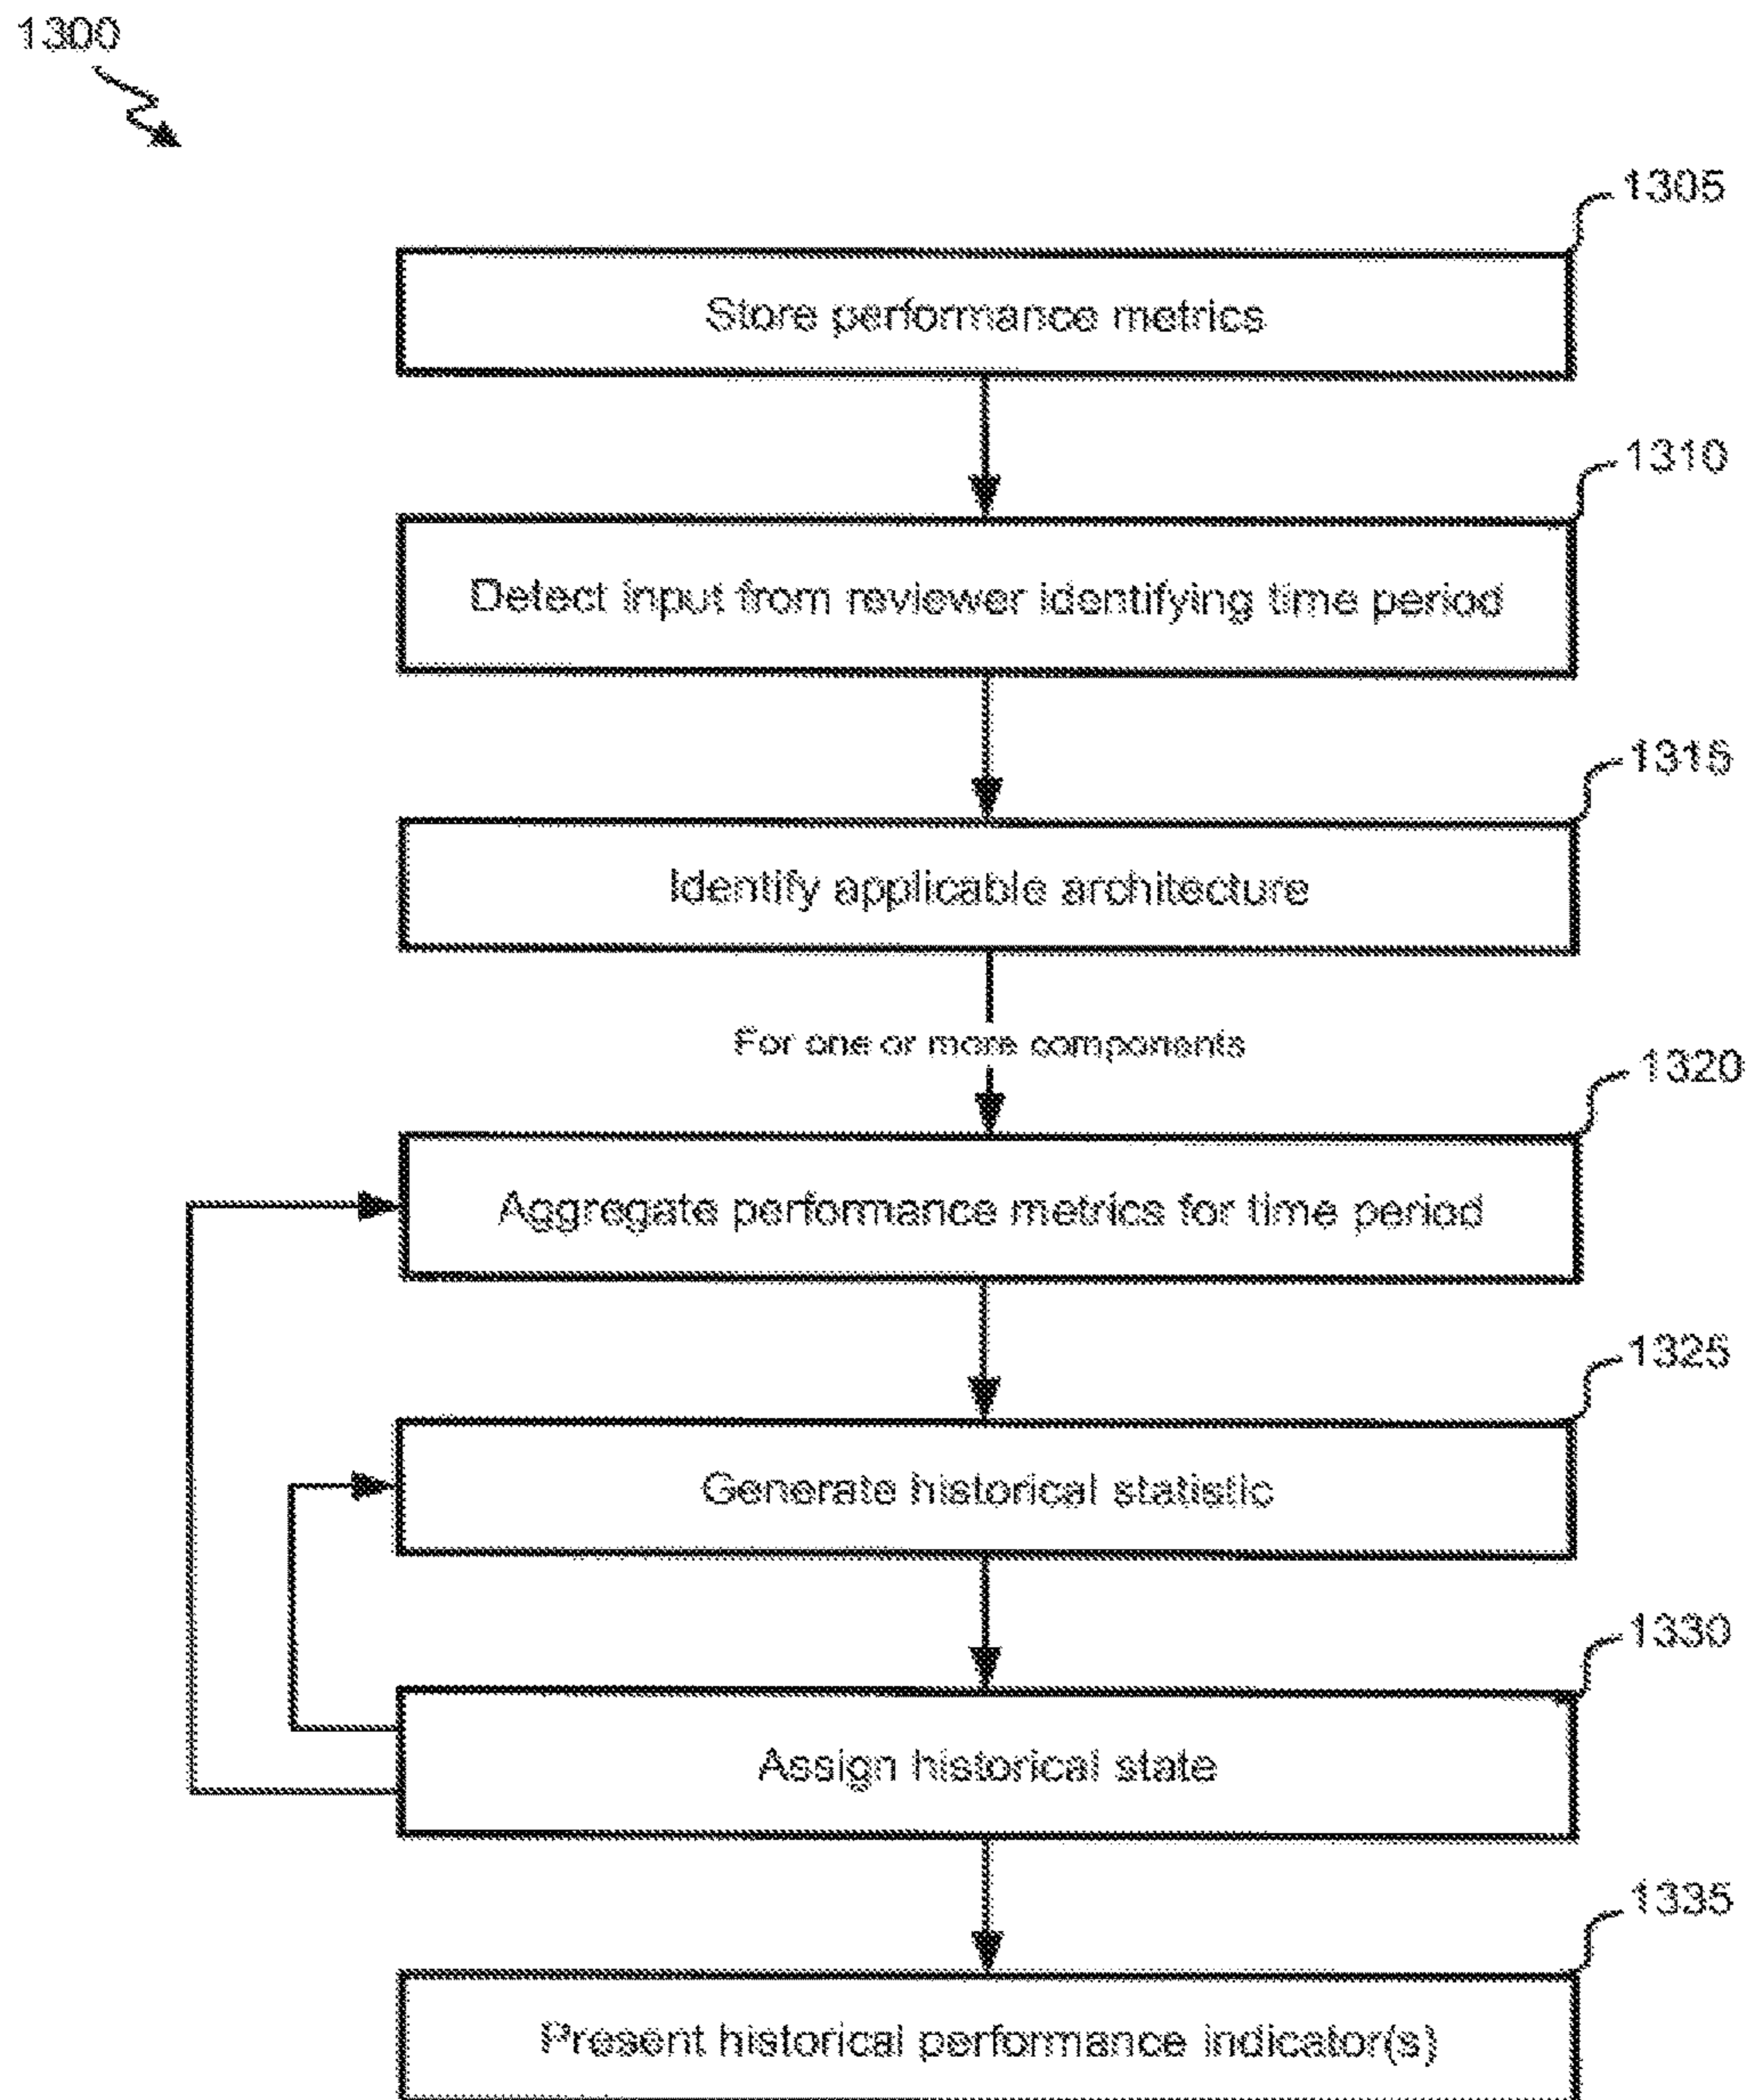 1300
1305
Store performance metrics
1310
Detect input from reviewer identifying time period
1315
Identify applicable architecture
For one or more components
1320
Aggregate performance metrics for time period
1325
Generate historical statistic
1330
Assign historical state
1335
Present historical performance indicator(s)